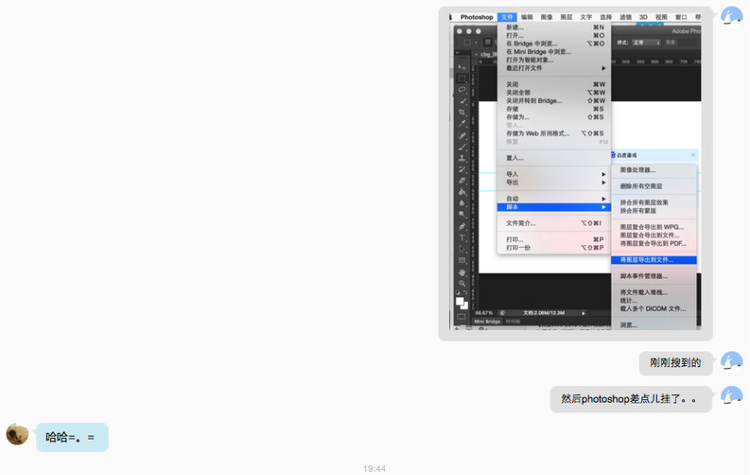 Photoshop 文件 编辑 图像 图层 文字 选择 滤镜 3D 视图 窗口 帮
Adobe Photo
样式: 正常
新建... ⌘N
打开... ⌘O
在 Bridge 中浏览... ⌥⌘O
在 Mini Bridge 中浏览...
打开为智能对象...
最近打开文件
关闭 ⌘W
关闭全部 ⌥⌘W
关闭并转到 Bridge... ⇧⌘W
存储 ⌘S
存储为... ⇧⌘S
存储为 Web 所用格式... ⌥⇧⌘S
恢复 F12
置入...
导入
导出
自动
脚本
文件简介... ⌥⇧⌘I
打印... ⌘P
打印一份 ⌥⇧⌘P
图像处理器...
删除所有空图层
拼合所有图层效果
拼合所有蒙版
图层复合导出到 WPG...
图层复合导出到文件...
将图层复合导出到 PDF...
将图层导出到文件...
脚本事件管理器...
将文件载入堆栈...
统计...
载入多个 DICOM 文件...
浏览...
66.67% 文档:2.06M/12.3M
Mini Bridge 时间轴
刚刚搜到的
然后photoshop差点儿挂了。。
哈哈=。=
19:44